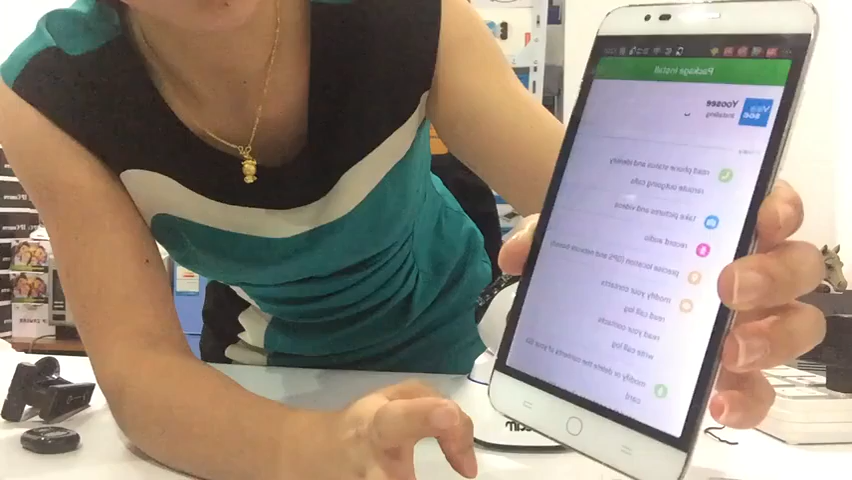 Package Install
Yoosee
Installing
Privacy
read phone status and identity
reroute outgoing calls
take pictures and videos
record audio
precise location (GPS and network-based)
modify your contacts
read call log
read your contacts
write call log
modify or delete the contents of your SD
card